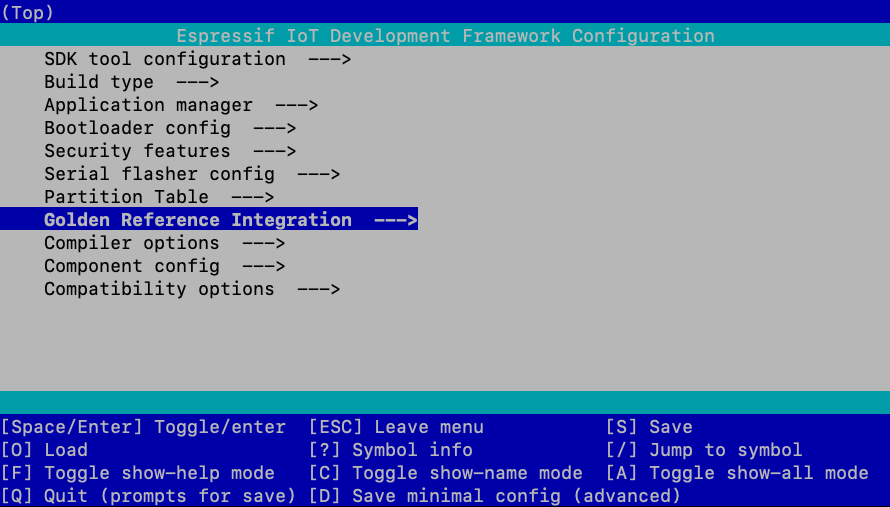 (Top)
Espressif IoT Development Framework Configuration
SDK tool configuration  --->
Build type  --->
Application manager  --->
Bootloader config  --->
Security features  --->
Serial flasher config  --->
Partition Table  --->
Golden Reference Integration  --->
Compiler options  --->
Component config  --->
Compatibility options  --->
[Space/Enter] Toggle/enter  [ESC] Leave menu           [S] Save
[O] Load                    [?] Symbol info            [/] Jump to symbol
[F] Toggle show-help mode   [C] Toggle show-name mode  [A] Toggle show-all mode
[Q] Quit (prompts for save) [D] Save minimal config (advanced)